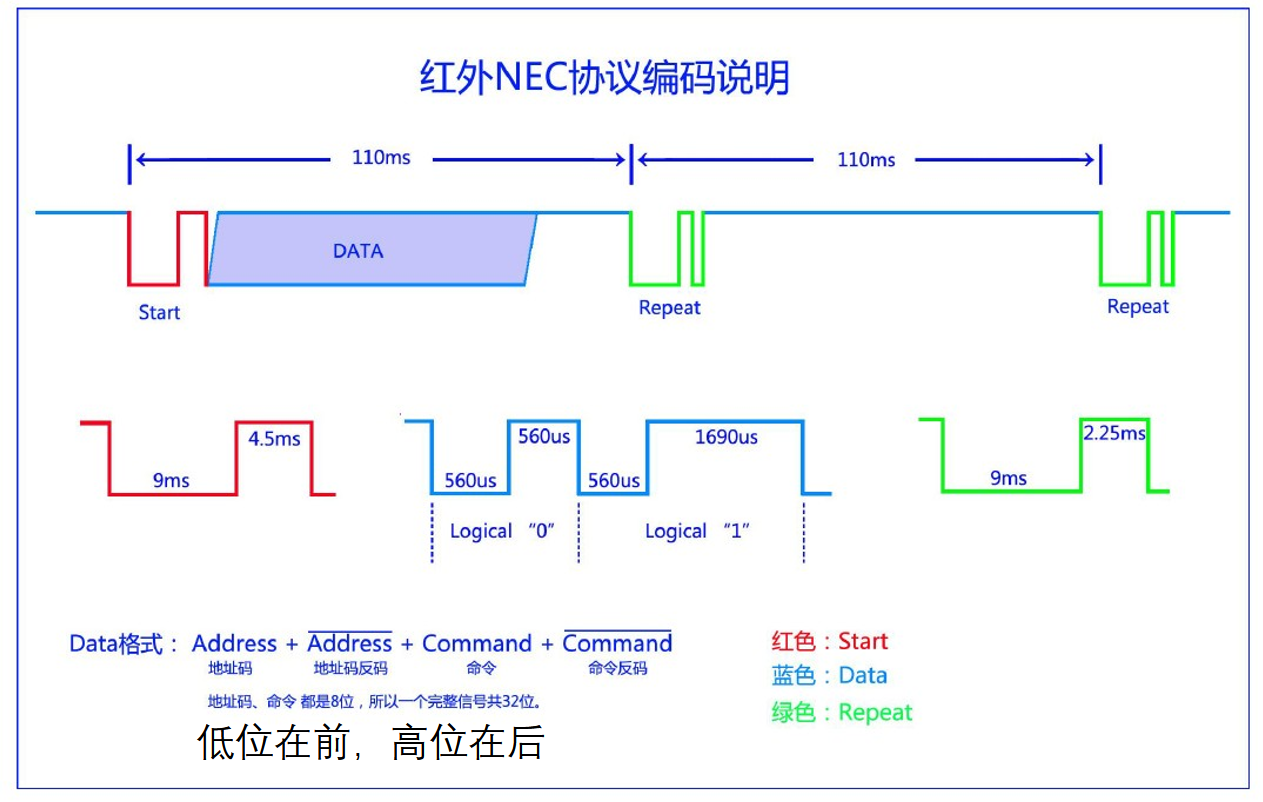 红外NEC协议编码说明
110ms 110ms
DATA
Start Repeat Repeat
4.5ms 560us 1690us 2.25ms
9ms 560us 560us 9ms
Logical “0” Logical “1”
Data格式： Address + Address + Command + Command
地址码 地址码反码 命令 命令反码
地址码、命令 都是8位，所以一个完整信号共32位。
低位在前，高位在后
红色：Start
蓝色：Data
绿色：Repeat